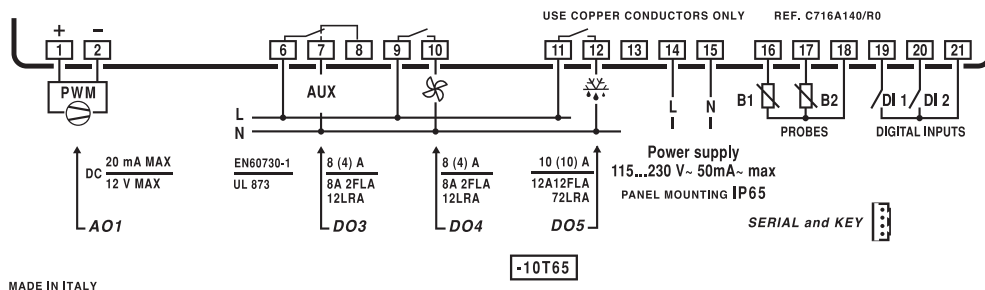 USE COPPER CONDUCTORS ONLY REF. C716A140/R0
+ -
1 2 6 7 8 9 10 11 12 13 14 15 16 17 18 19 20 21
PWM
AUX
L
N
L N
B1 B2
DI 1 DI 2
PROBES DIGITAL INPUTS
DC 20 mA MAX
12 V MAX
AO1
EN60730-1
UL 873
8 (4) A
8A 2FLA
12LRA
DO3
8 (4) A
8A 2FLA
12LRA
DO4
10 (10) A
12A12FLA
72LRA
DO5
Power supply
115...230 V~ 50mA~ max
PANEL MOUNTING IP65
SERIAL and KEY
-10T65
MADE IN ITALY